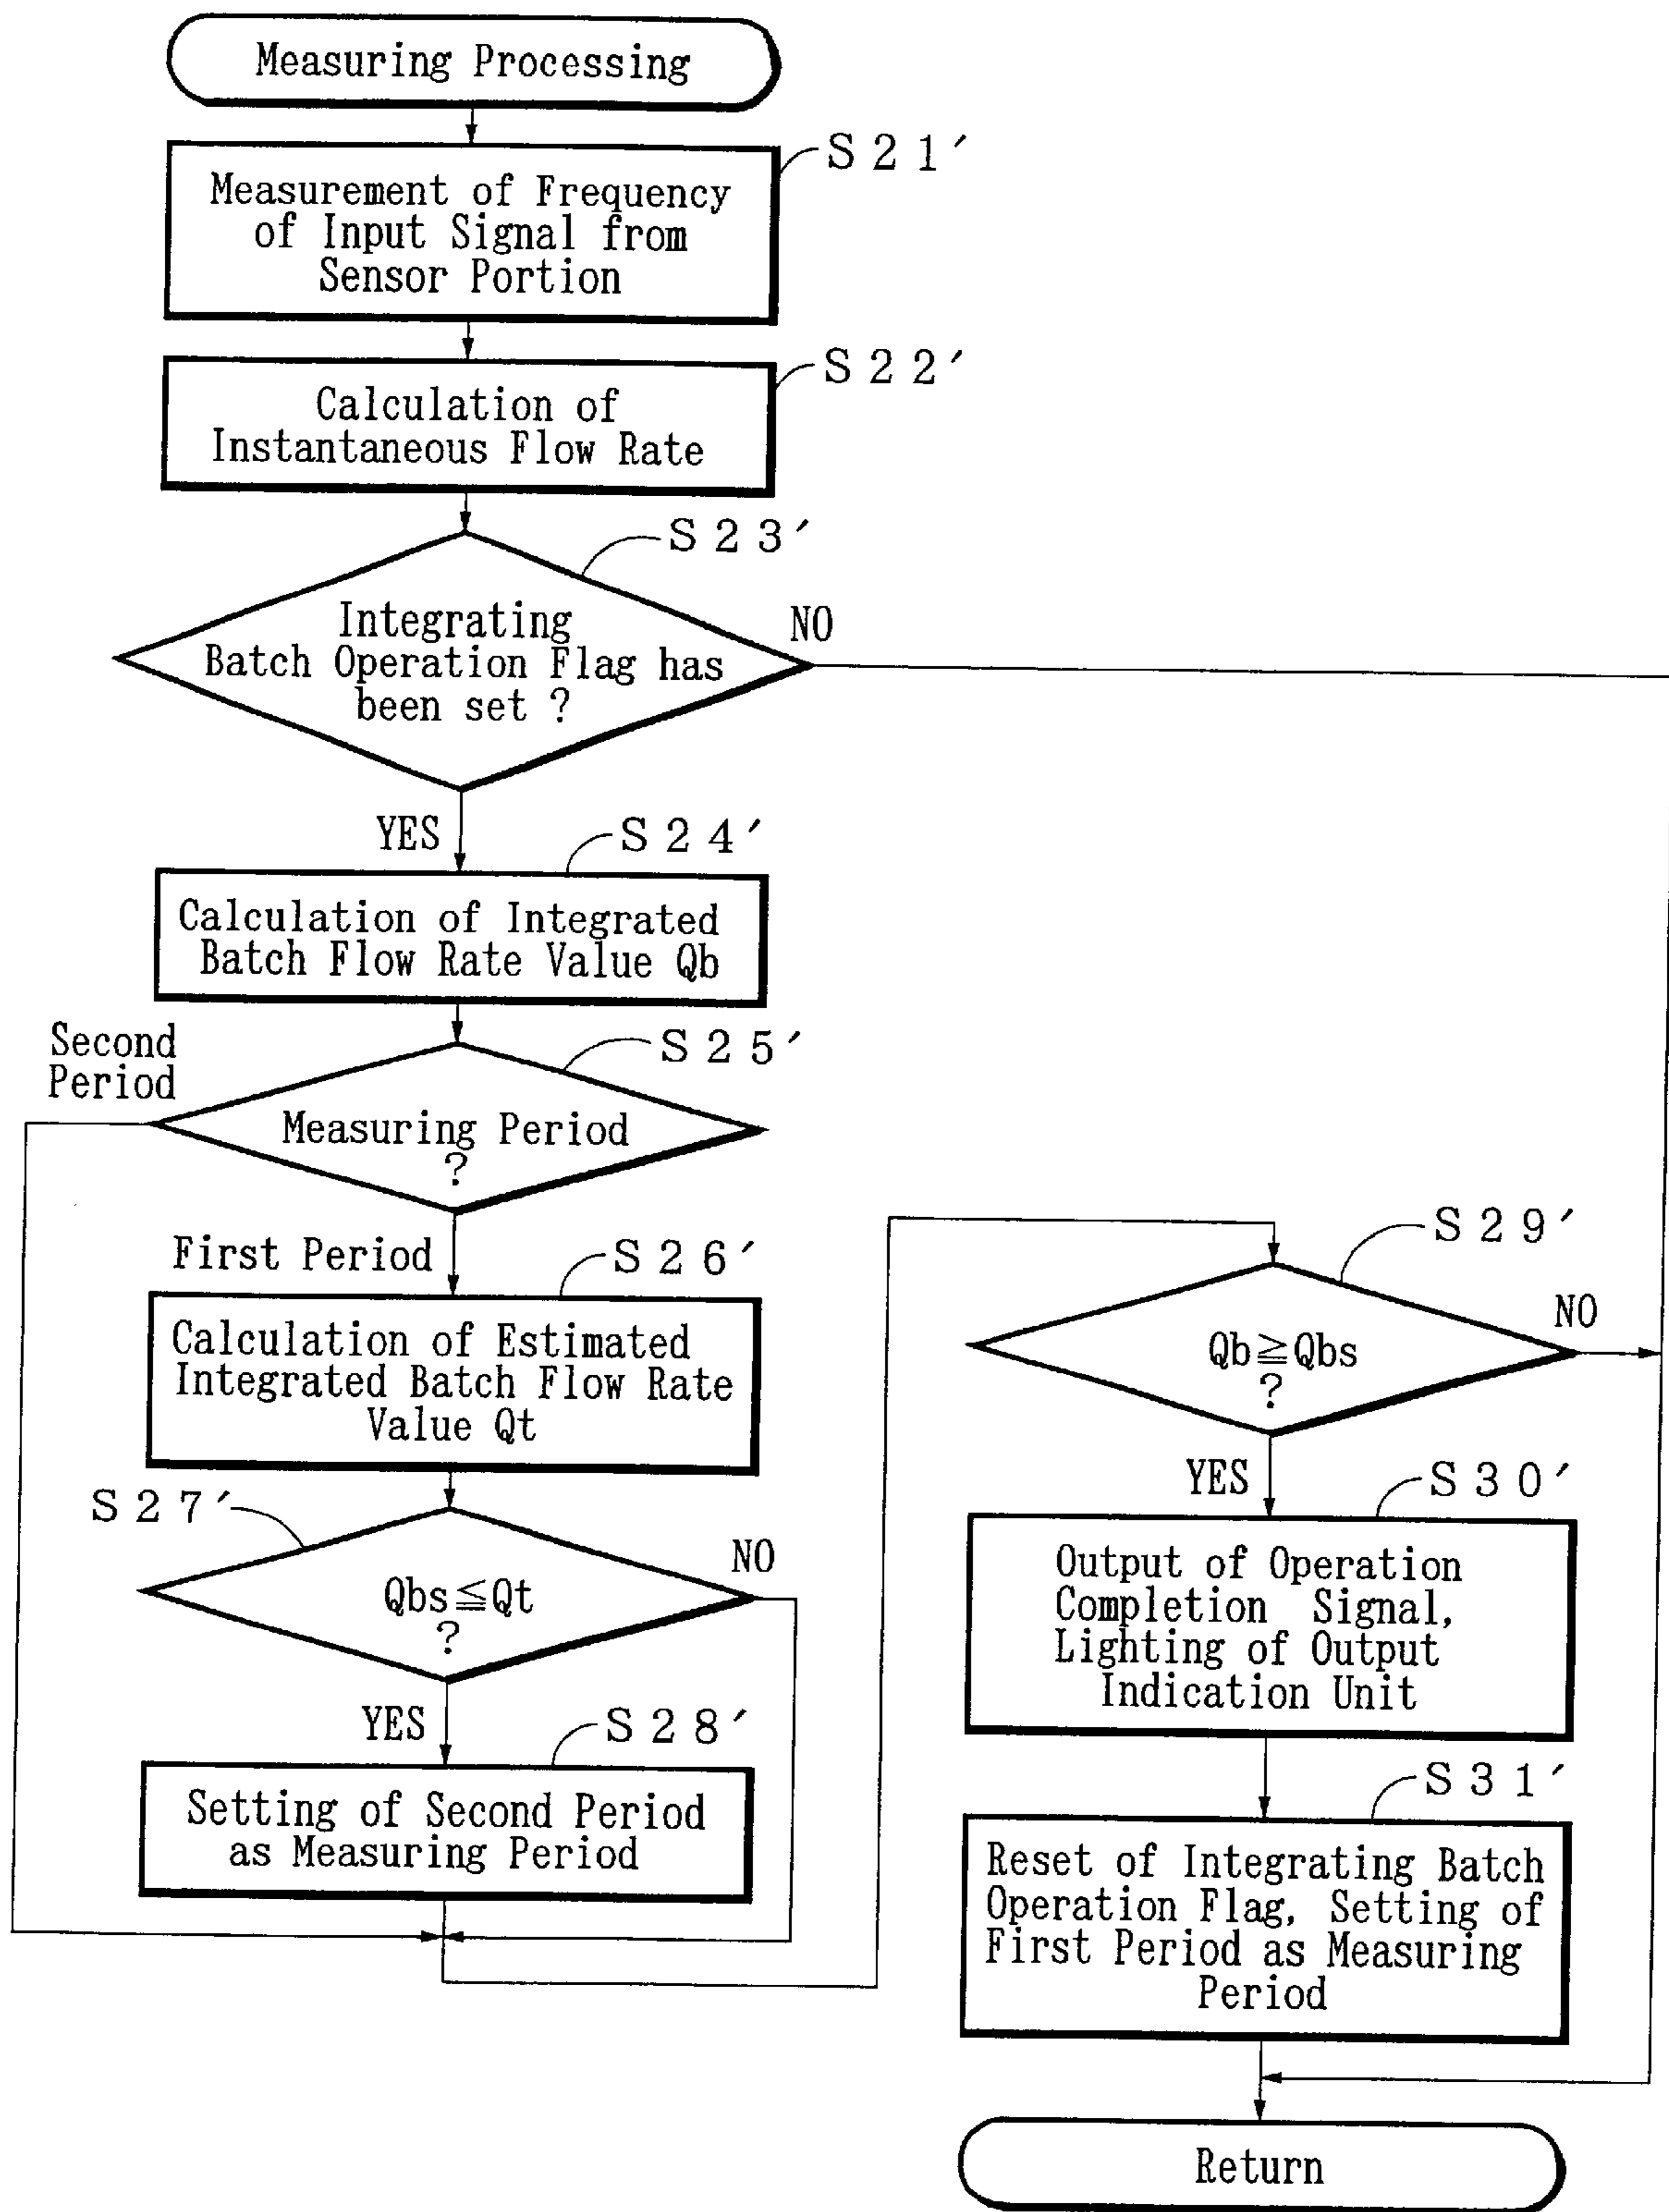 Measuring Processing
S21′
Measurement of Frequency
of Input Signal from
Sensor Portion
S22′
Calculation of
Instantaneous Flow Rate
S23′
Integrating
Batch Operation Flag has
been set ?
NO
YES
S24′
Calculation of Integrated
Batch Flow Rate Value Qb
Second
Period
S25′
Measuring Period
?
First Period
S26′
Calculation of Estimated
Integrated Batch Flow Rate
Value Qt
S27′
Qbs≦Qt
?
NO
YES
S28′
Setting of Second Period
as Measuring Period
S29′
Qb≧Qbs
?
NO
YES
S30′
Output of Operation
Completion Signal,
Lighting of Output
Indication Unit
S31′
Reset of Integrating Batch
Operation Flag, Setting of
First Period as Measuring
Period
Return